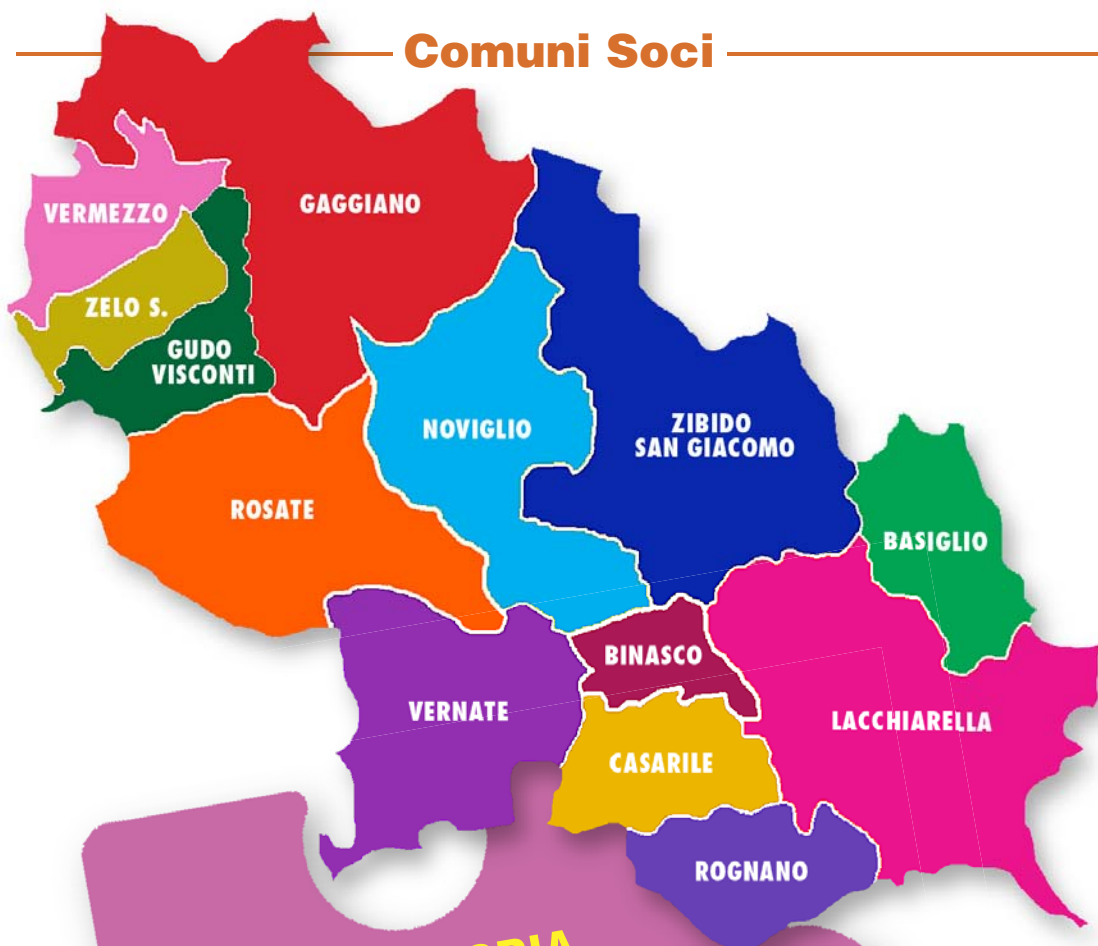 Comuni Soci
GAGGIANO
VERMEZZO
ZELO S.
GUDO
VISCONTI
NOVIGLIO
ZIBIDO
SAN GIACOMO
ROSATE
BASIGLIO
BINASCO
VERNATE
LACCHIARELLA
CASARILE
ROGNANO